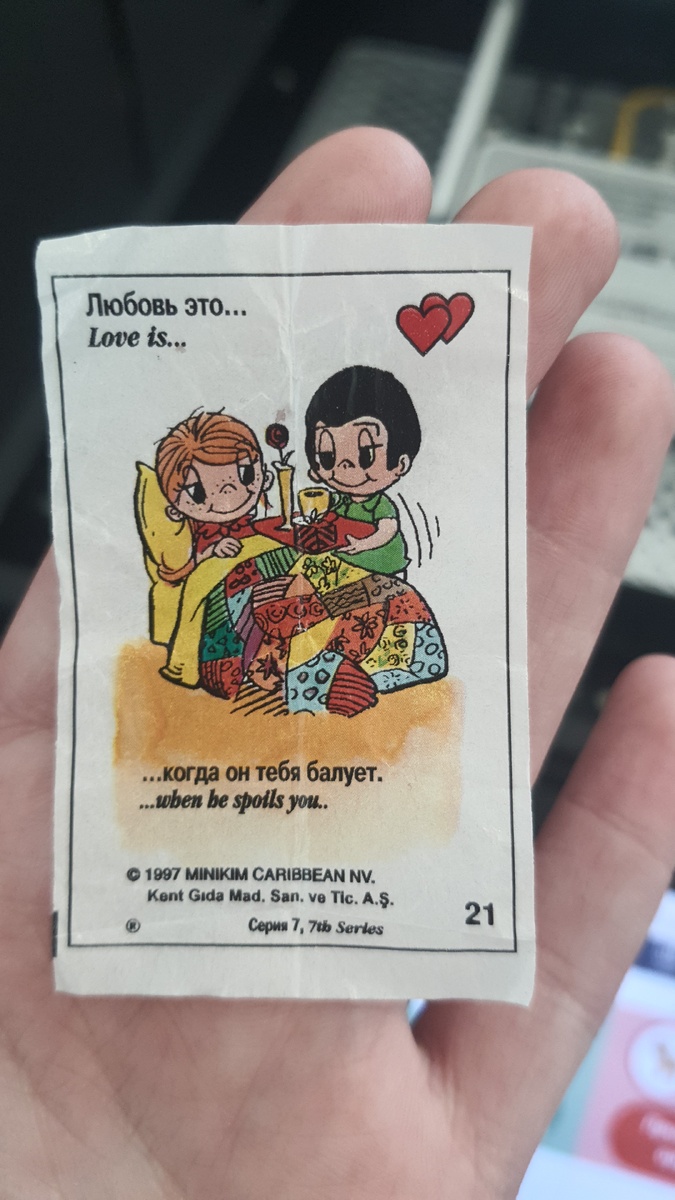 Любовь это...
Love is...
...когда он тебя балует.
...when he spoils you..
© 1997 MINIKIM CARIBBEAN NV.
Kent Gıda Mad. San. ve Tic. A.Ş.
® Серия 7, 7th Series
21